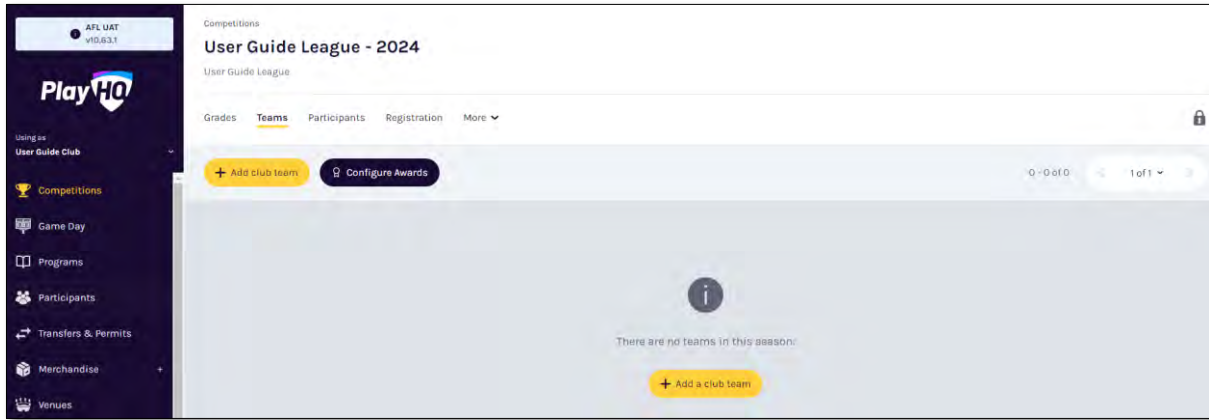 AFL UAT
v10.63.1
PlayHQ
Using as
User Guide Club
Competitions
Game Day
Programs
Participants
Transfers & Permits
Merchandise +
Venues
Competitions
User Guide League - 2024
User Guide League
Grades Teams Participants Registration More
+ Add club team Configure Awards 0 - 0 of 0 < 1 of 1 >
i
There are no teams in this season.
+ Add a club team